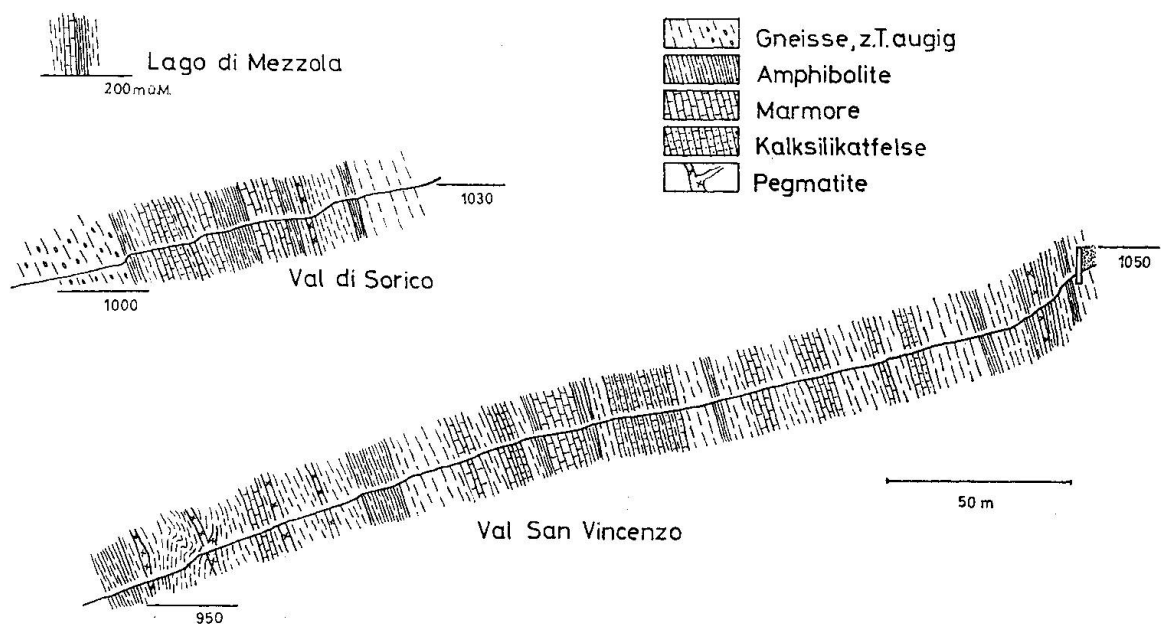 Lago di Mezzola
200 m ü.M.
Gneisse, z.T. augig
Amphibolite
Marmore
Kalksilikatfelse
Pegmatite
1030
Val di Sorico
1000
1050
50 m
Val San Vincenzo
950